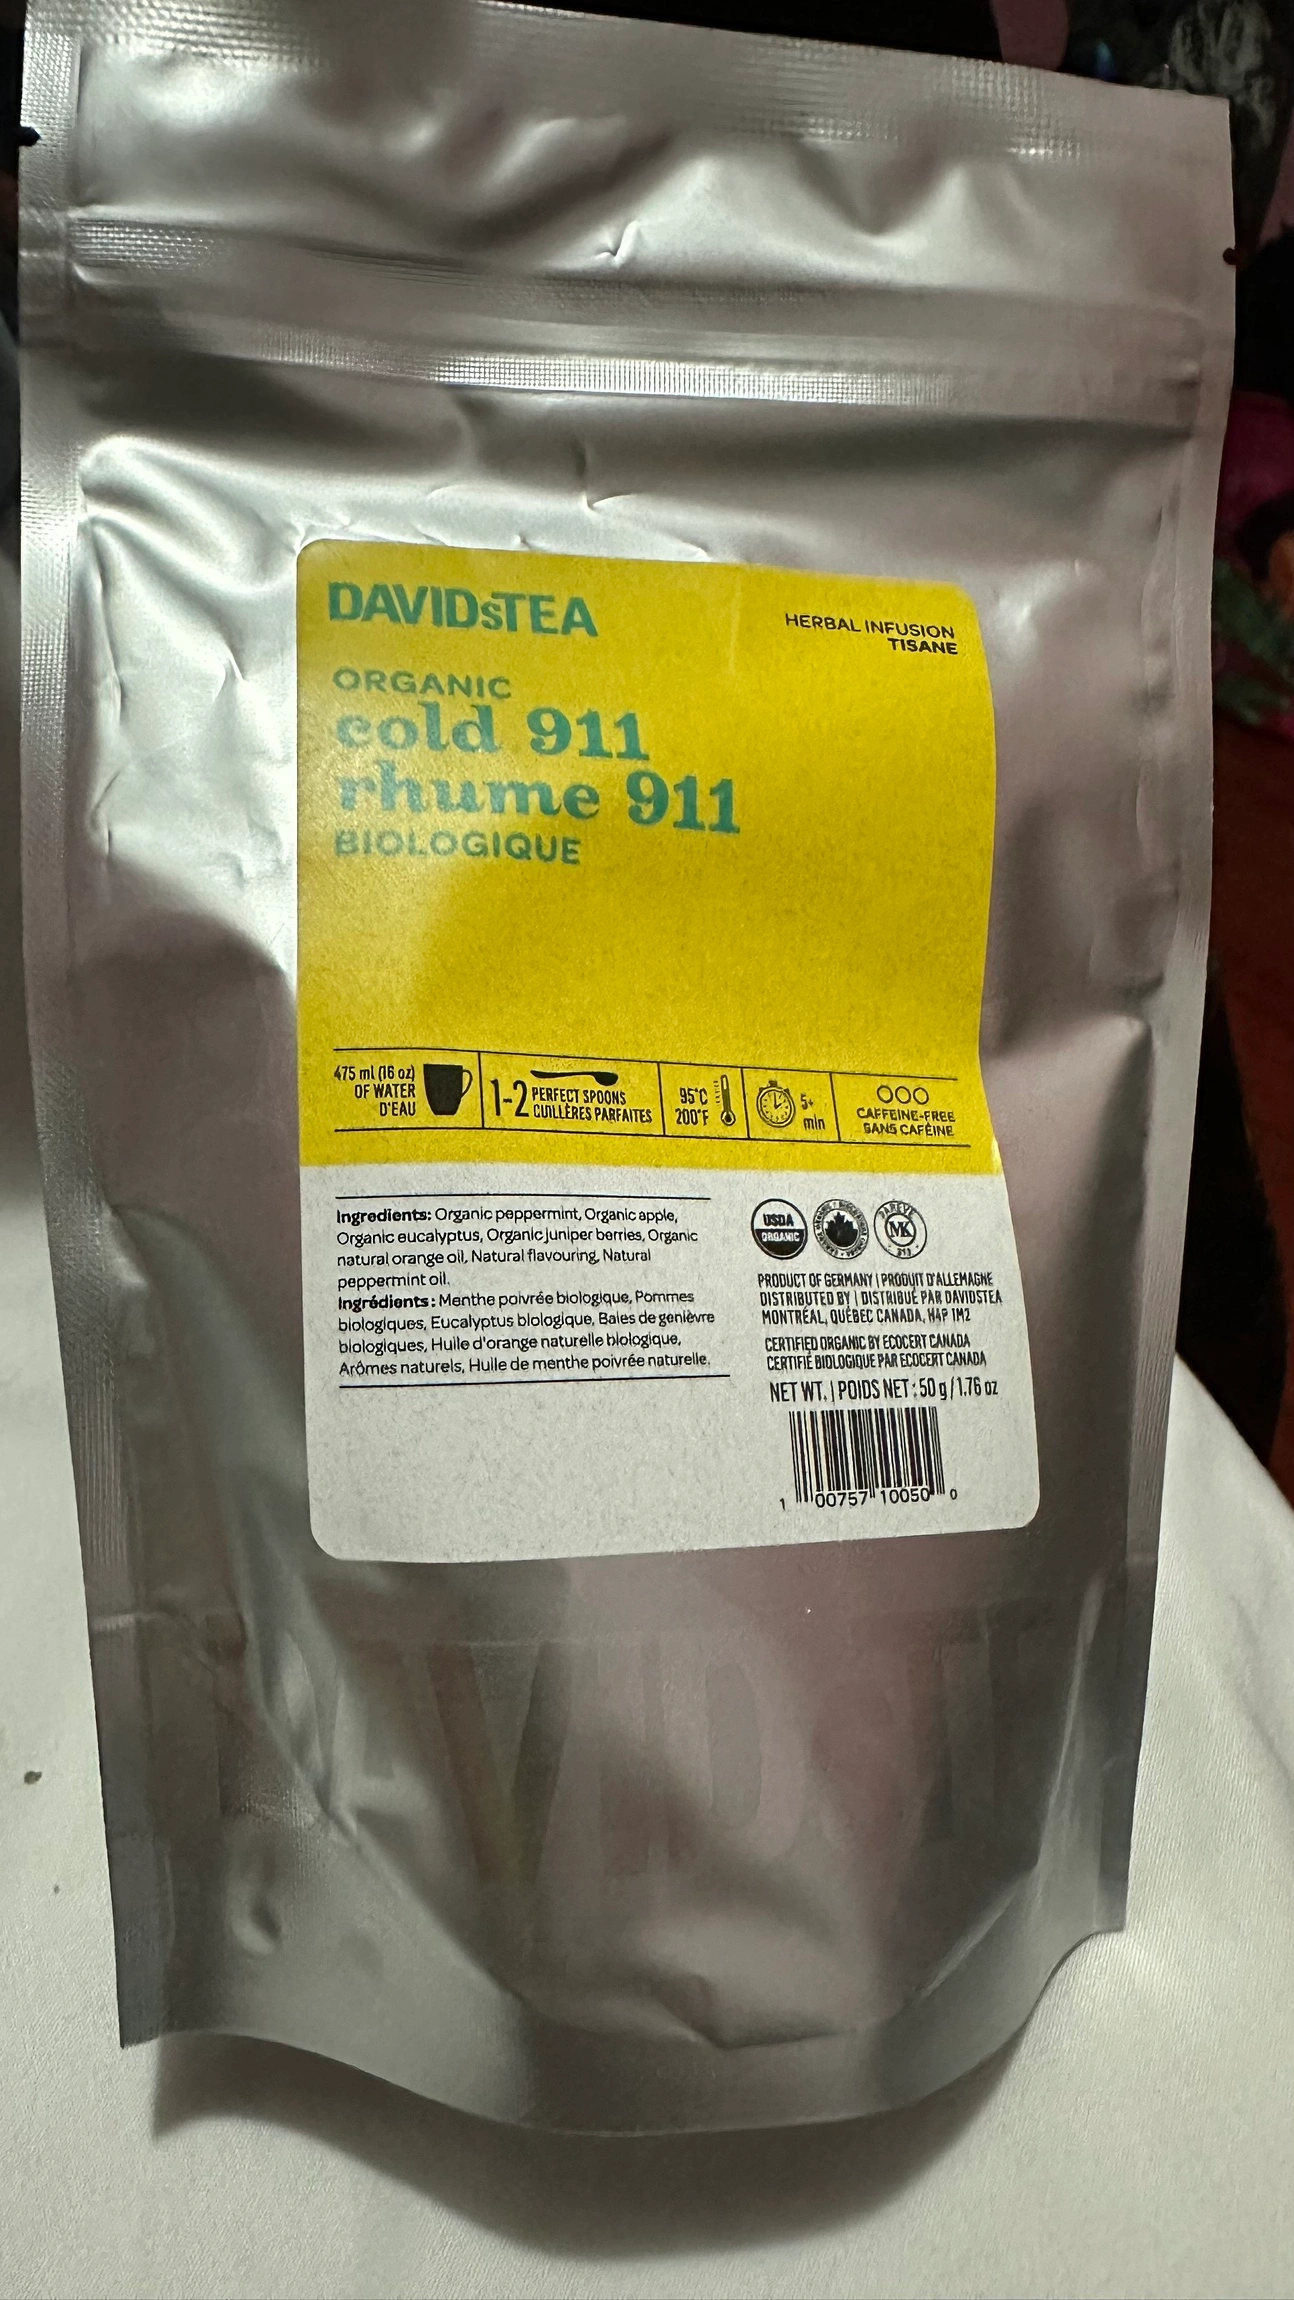 DAVIDsTEA
HERBAL INFUSION
TISANE
ORGANIC
cold 911
rhume 911
BIOLOGIQUE
475 ml (16 oz)
OF WATER
D'EAU
1-2 PERFECT SPOONS
CUILLÈRES PARFAITES
95°C
200°F
5+
min
CAFFEINE-FREE
SANS CAFÉINE
Ingredients: Organic peppermint, Organic apple,
Organic eucalyptus, Organic juniper berries, Organic
natural orange oil, Natural flavouring, Natural
peppermint oil.
Ingrédients : Menthe poivrée biologique, Pommes
biologiques, Eucalyptus biologique, Baies de genièvre
biologiques, Huile d'orange naturelle biologique,
Arômes naturels, Huile de menthe poivrée naturelle.
USDA
ORGANIC
PAREVE
MK
PRODUCT OF GERMANY | PRODUIT D'ALLEMAGNE
DISTRIBUTED BY | DISTRIBUÉ PAR DAVIDSTEA
MONTRÉAL, QUÉBEC CANADA, H4P 1M2
CERTIFIED ORGANIC BY ECOCERT CANADA
CERTIFIÉ BIOLOGIQUE PAR ECOCERT CANADA
NET WT. | POIDS NET : 50 g / 1.76 oz
1 00757 10050 0